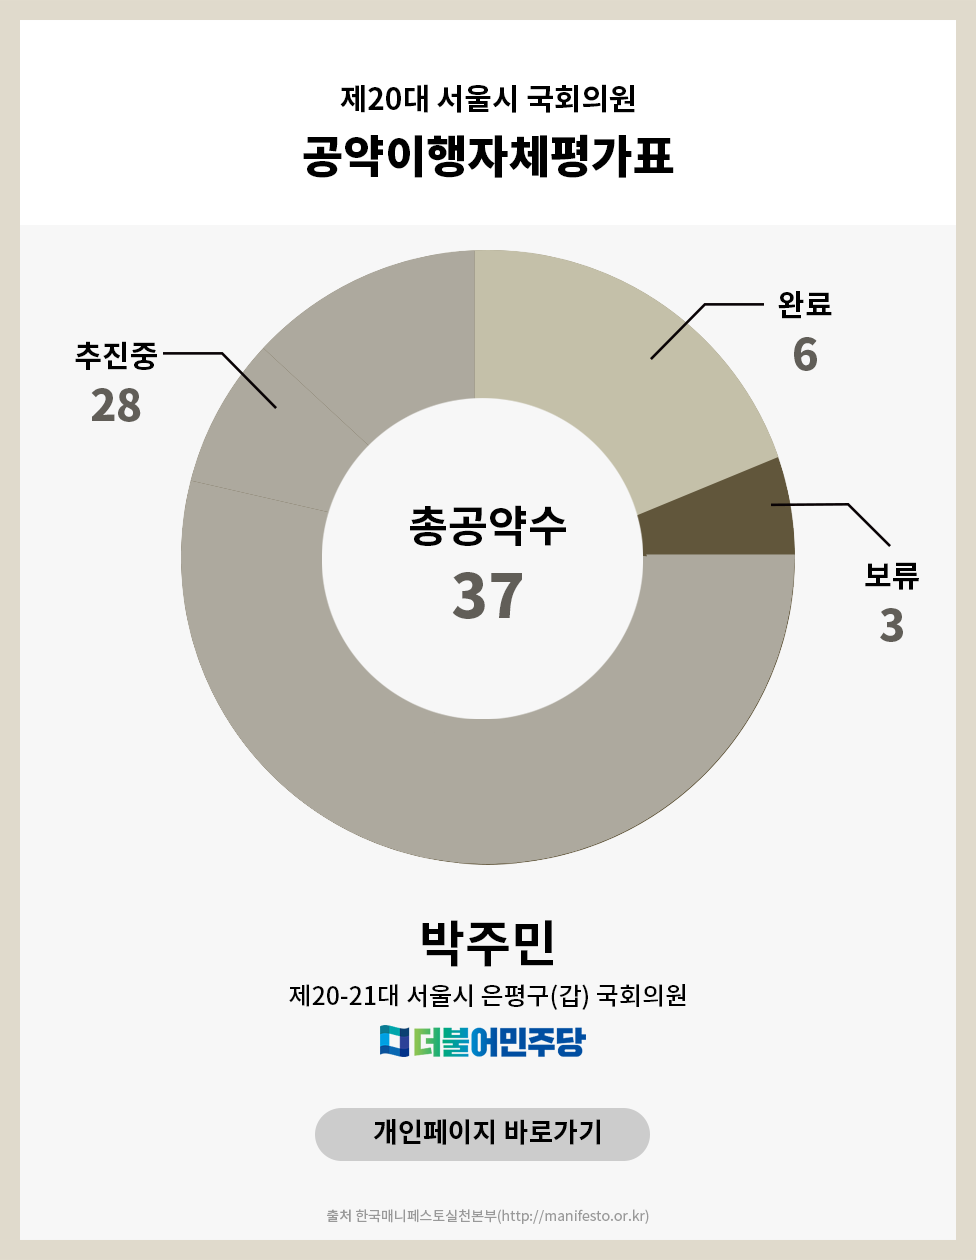 제20대 서울시 국회의원
공약이행자체평가표
완료
6
추진중
28
총공약수
37
보류
3
박주민
제20-21대 서울시 은평구(갑) 국회의원
더불어민주당
개인페이지 바로가기
출처 한국매니페스토실천본부(http://manifesto.or.kr)